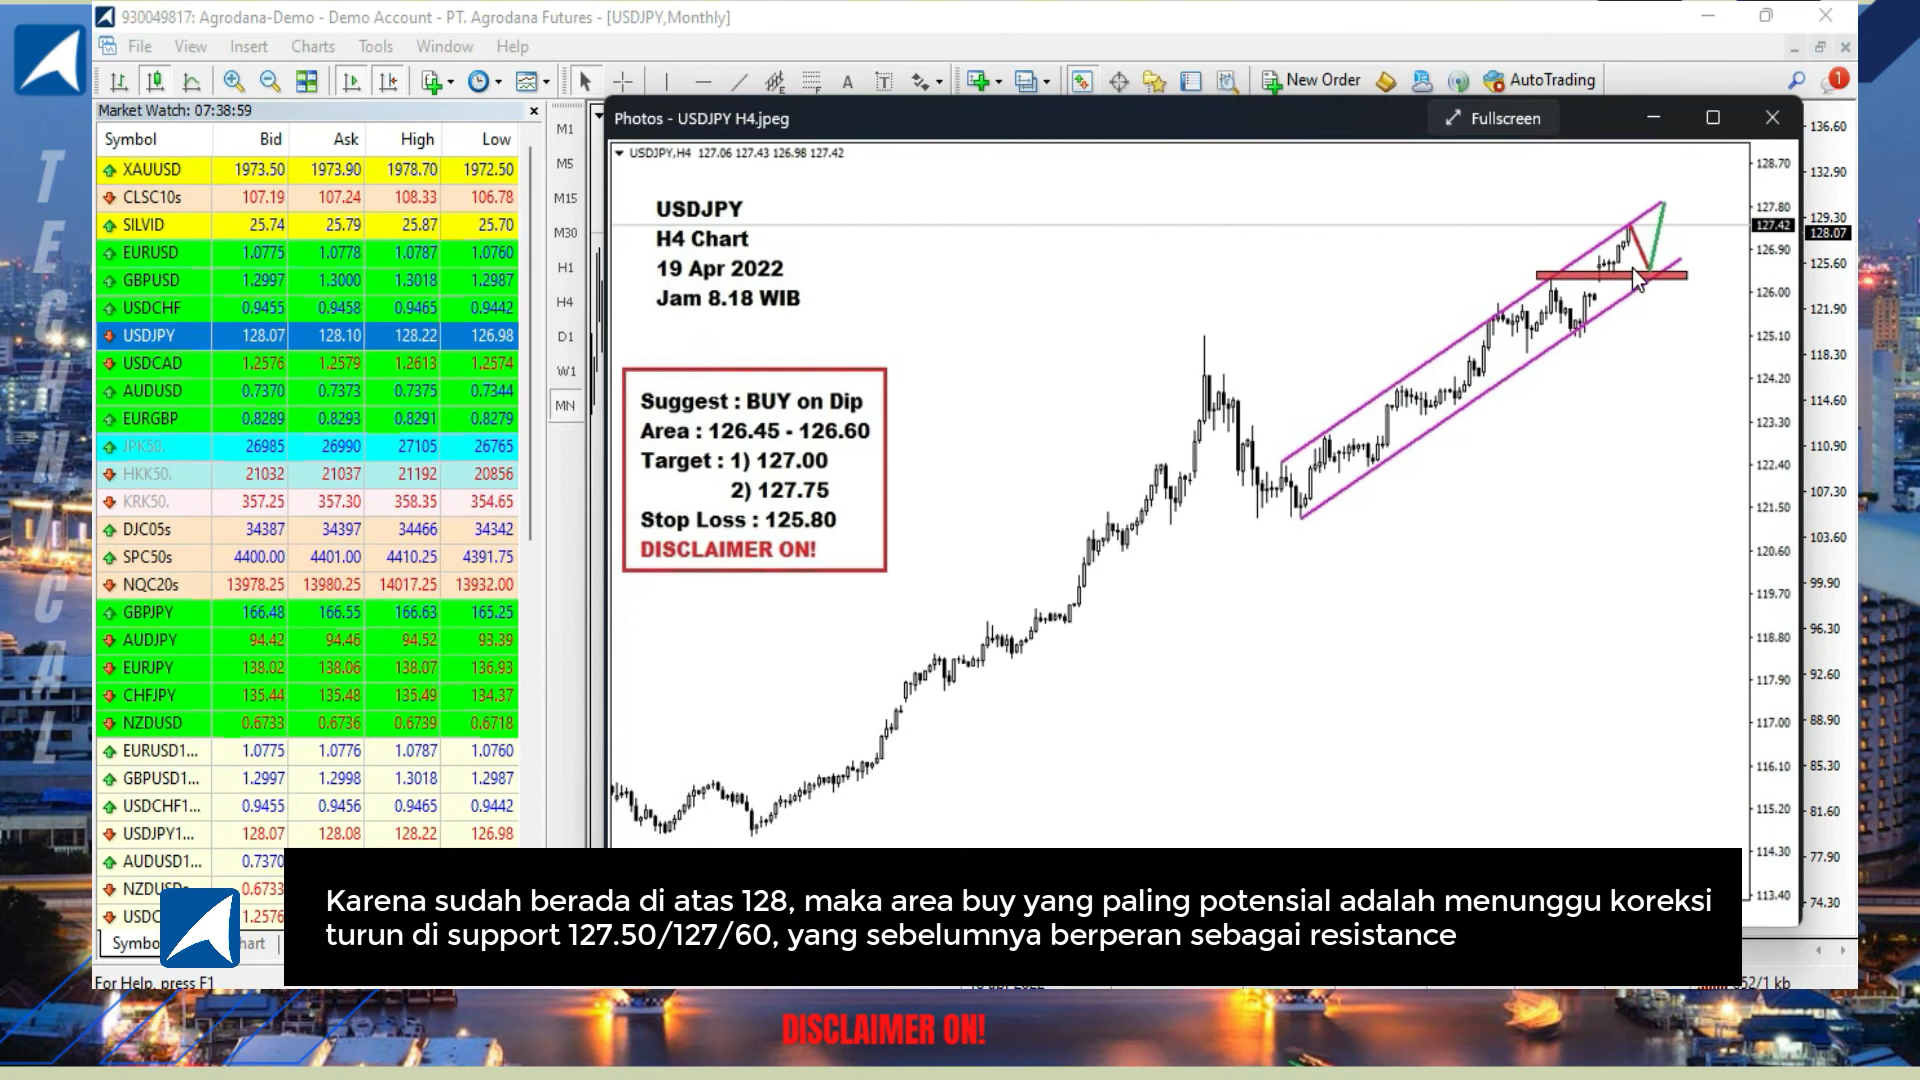 930049817: Agrodana-Demo - Demo Account - PT. Agrodana Futures - [USDJPY,Monthly]
File View Insert Charts Tools Window Help
New Order AutoTrading 1
Market Watch: 07:38:59
Symbol Bid Ask High Low
XAUUSD 1973.50 1973.90 1978.70 1972.50
CLSC10s 107.19 107.24 108.33 106.78
SILVID 25.74 25.79 25.87 25.70
EURUSD 1.0775 1.0778 1.0787 1.0760
GBPUSD 1.2997 1.3000 1.3018 1.2987
USDCHF 0.9455 0.9458 0.9465 0.9442
USDJPY 128.07 128.10 128.22 126.98
USDCAD 1.2576 1.2579 1.2613 1.2574
AUDUSD 0.7370 0.7373 0.7375 0.7344
EURGBP 0.8289 0.8293 0.8291 0.8279
JPK50. 26985 26990 27105 26765
HKK50. 21032 21037 21192 20856
KRK50. 357.25 357.30 358.35 354.65
DJC05s 34387 34397 34466 34342
SPC50s 4400.00 4401.00 4410.25 4391.75
NQC20s 13978.25 13980.25 14017.25 13932.00
GBPJPY 166.48 166.55 166.63 165.25
AUDJPY 94.42 94.46 94.52 93.39
EURJPY 138.02 138.06 138.07 136.93
CHFJPY 135.44 135.48 135.49 134.37
NZDUSD 0.6733 0.6736 0.6739 0.6718
EURUSD1... 1.0775 1.0776 1.0787 1.0760
GBPUSD1... 1.2997 1.2998 1.3018 1.2987
USDCHF1... 0.9455 0.9456 0.9465 0.9442
USDJPY1... 128.07 128.08 128.22 126.98
AUDUSD1... 0.7370
NZDUSD 0.6733
USDC 1.2576
Symbo hart
For Help, press F1
M1
M5
M15
M30
H1
H4
D1
W1
MN
Photos - USDJPY H4.jpeg Fullscreen
USDJPY,H4 127.06 127.43 126.98 127.42
USDJPY
H4 Chart
19 Apr 2022
Jam 8.18 WIB
Suggest : BUY on Dip
Area : 126.45 - 126.60
Target : 1) 127.00
2) 127.75
Stop Loss : 125.80
DISCLAIMER ON!
128.70
127.80
127.42
126.90
126.00
125.10
124.20
123.30
122.40
121.50
120.60
119.70
118.80
117.90
117.00
116.10
115.20
114.30
113.40
136.60
132.90
129.30
128.07
125.60
121.90
118.30
114.60
110.90
107.30
103.60
99.90
96.30
92.60
88.90
85.30
81.60
77.90
74.30
Karena sudah berada di atas 128, maka area buy yang paling potensial adalah menunggu koreksi
turun di support 127.50/127/60, yang sebelumnya berperan sebagai resistance
52/1 kb
TECHNICAL
DISCLAIMER ON!